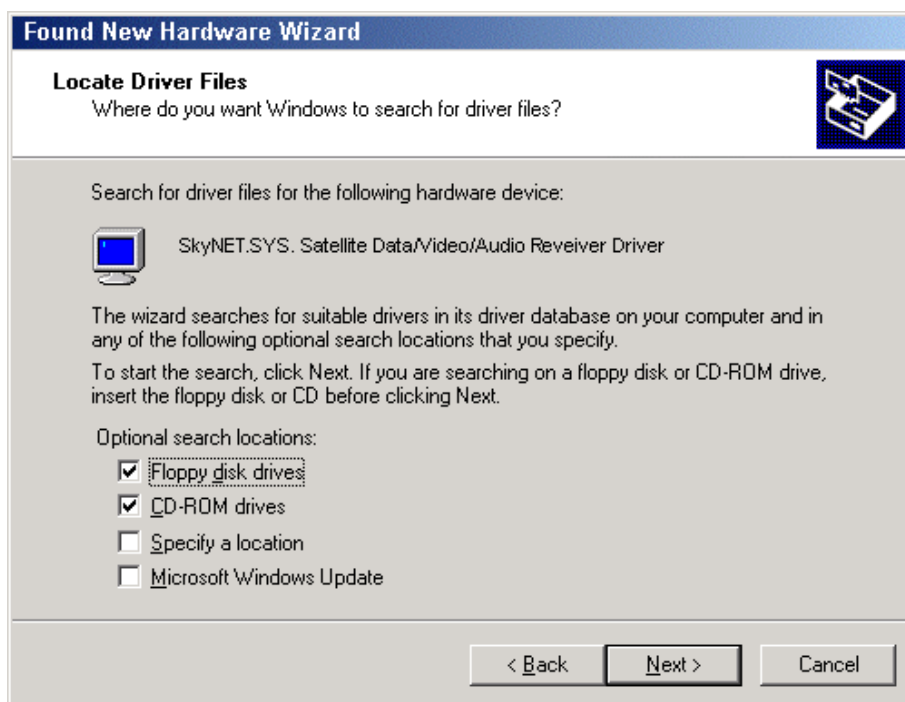 Found New Hardware Wizard
Locate Driver Files
Where do you want Windows to search for driver files?
Search for driver files for the following hardware device:
SkyNET.SYS. Satellite Data/Video/Audio Reveiver Driver
The wizard searches for suitable drivers in its driver database on your computer and in
any of the following optional search locations that you specify.
To start the search, click Next. If you are searching on a floppy disk or CD-ROM drive,
insert the floppy disk or CD before clicking Next.
Optional search locations:
Floppy disk drives
CD-ROM drives
Specify a location
Microsoft Windows Update
< Back Next > Cancel